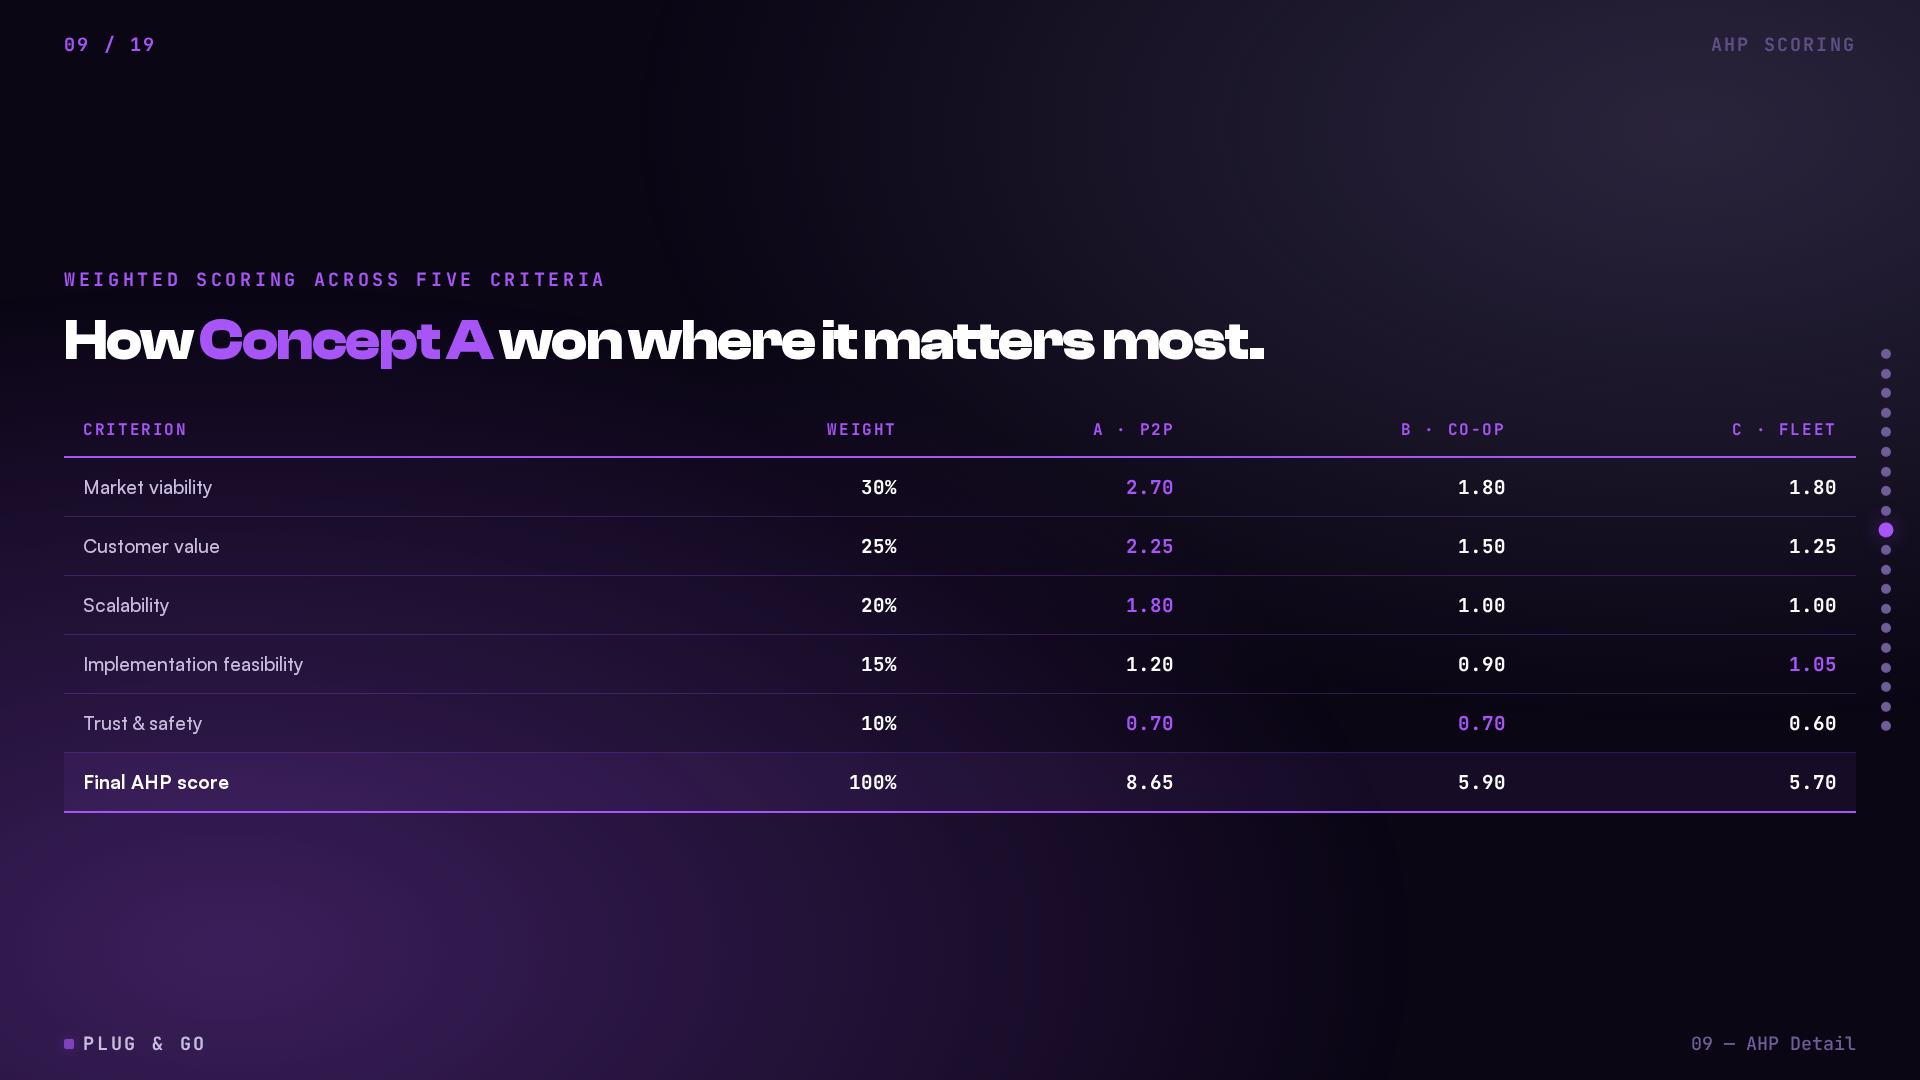 09 / 19
AHP SCORING
WEIGHTED SCORING ACROSS FIVE CRITERIA
How Concept A won where it matters most.
CRITERION WEIGHT A · P2P B · CO-OP C · FLEET
Market viability 30% 2.70 1.80 1.80
Customer value 25% 2.25 1.50 1.25
Scalability 20% 1.80 1.00 1.00
Implementation feasibility 15% 1.20 0.90 1.05
Trust & safety 10% 0.70 0.70 0.60
Final AHP score 100% 8.65 5.90 5.70
PLUG & GO
09 — AHP Detail